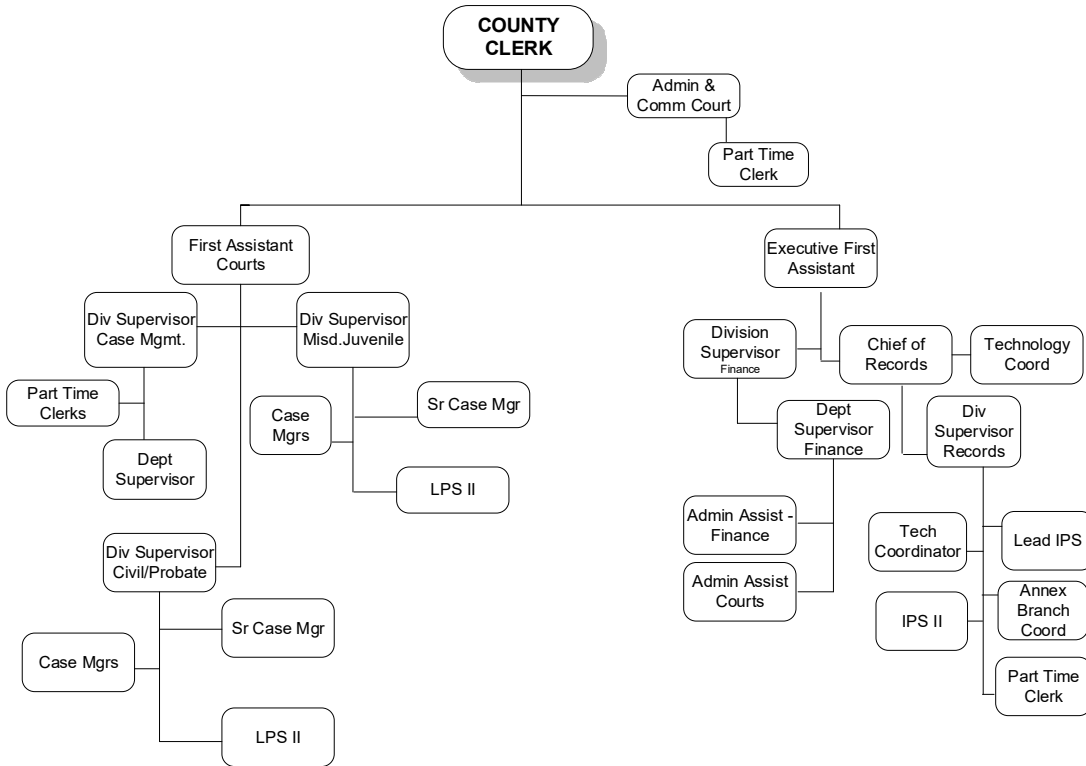 COUNTY
CLERK
Admin &
Comm Court
Part Time
Clerk
First Assistant
Courts
Executive First
Assistant
Div Supervisor
Case Mgmt.
Div Supervisor
Misd.Juvenile
Division
Supervisor
Finance
Chief of
Records
Technology
Coord
Part Time
Clerks
Dept
Supervisor
Case
Mgrs
Sr Case Mgr
LPS II
Dept
Supervisor
Finance
Div
Supervisor
Records
Admin Assist -
Finance
Admin Assist
Courts
Tech
Coordinator
Lead IPS
IPS II
Annex
Branch
Coord
Part Time
Clerk
Div Supervisor
Civil/Probate
Sr Case Mgr
Case Mgrs
LPS II